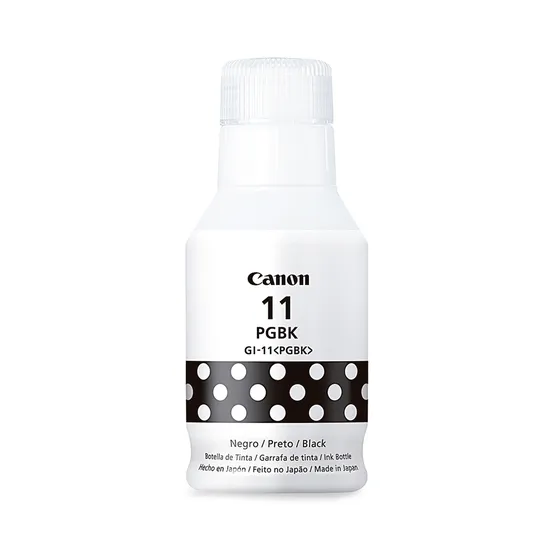 Canon
11
PGBK
GI-11<PGBK>
Negro / Preto / Black
Botella de Tinta / Garrafa de tinta / Ink Bottle
Hecho en Japón / Feito no Japão / Made in Japan